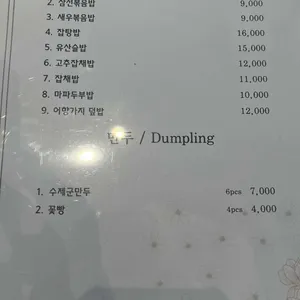 2. 삼선볶음밥 9,000
3. 새우볶음밥 9,000
4. 잡탕밥 16,000
5. 유산슬밥 15,000
6. 고추잡채밥 12,000
7. 잡채밥 11,000
8. 마파두부밥 10,000
9. 어향가지 덮밥 12,000
만두 / Dumpling
1. 수제군만두 6pcs 7,000
2. 꽃빵 4pcs 4,000